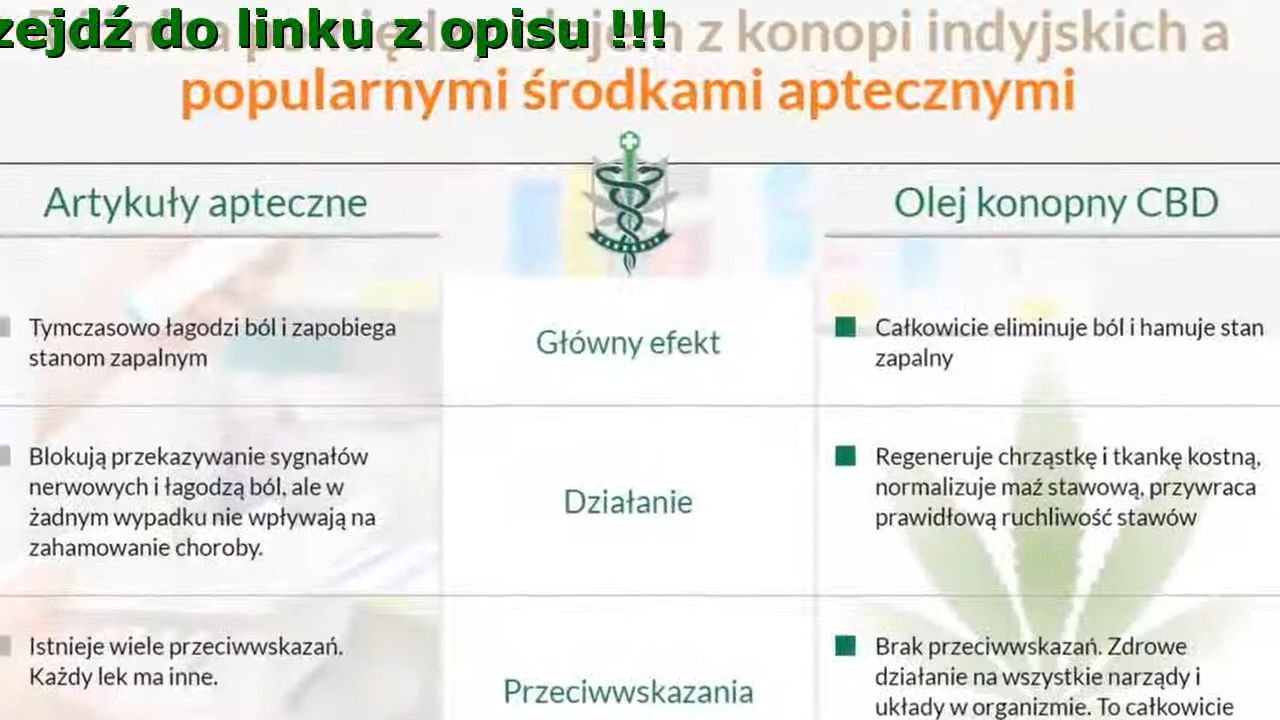 zejdź do linku z opisu !!!
z konopi indyjskich a
popularnymi środkami aptecznymi
Artykuły apteczne
Olej konopny CBD
Tymczasowo łagodzi ból i zapobiega
stanom zapalnym
Główny efekt
Całkowicie eliminuje ból i hamuje stan
zapalny
Blokują przekazywanie sygnałów
nerwowych i łagodzą ból, ale w
żadnym wypadku nie wpływają na
zahamowanie choroby.
Działanie
Regeneruje chrząstkę i tkankę kostną,
normalizuje maź stawową, przywraca
prawidłową ruchliwość stawów
Istnieje wiele przeciwwskazań.
Każdy lek ma inne.
Przeciwwskazania
Brak przeciwwskazań. Zdrowe
działanie na wszystkie narządy i
układy w organizmie. To całkowicie